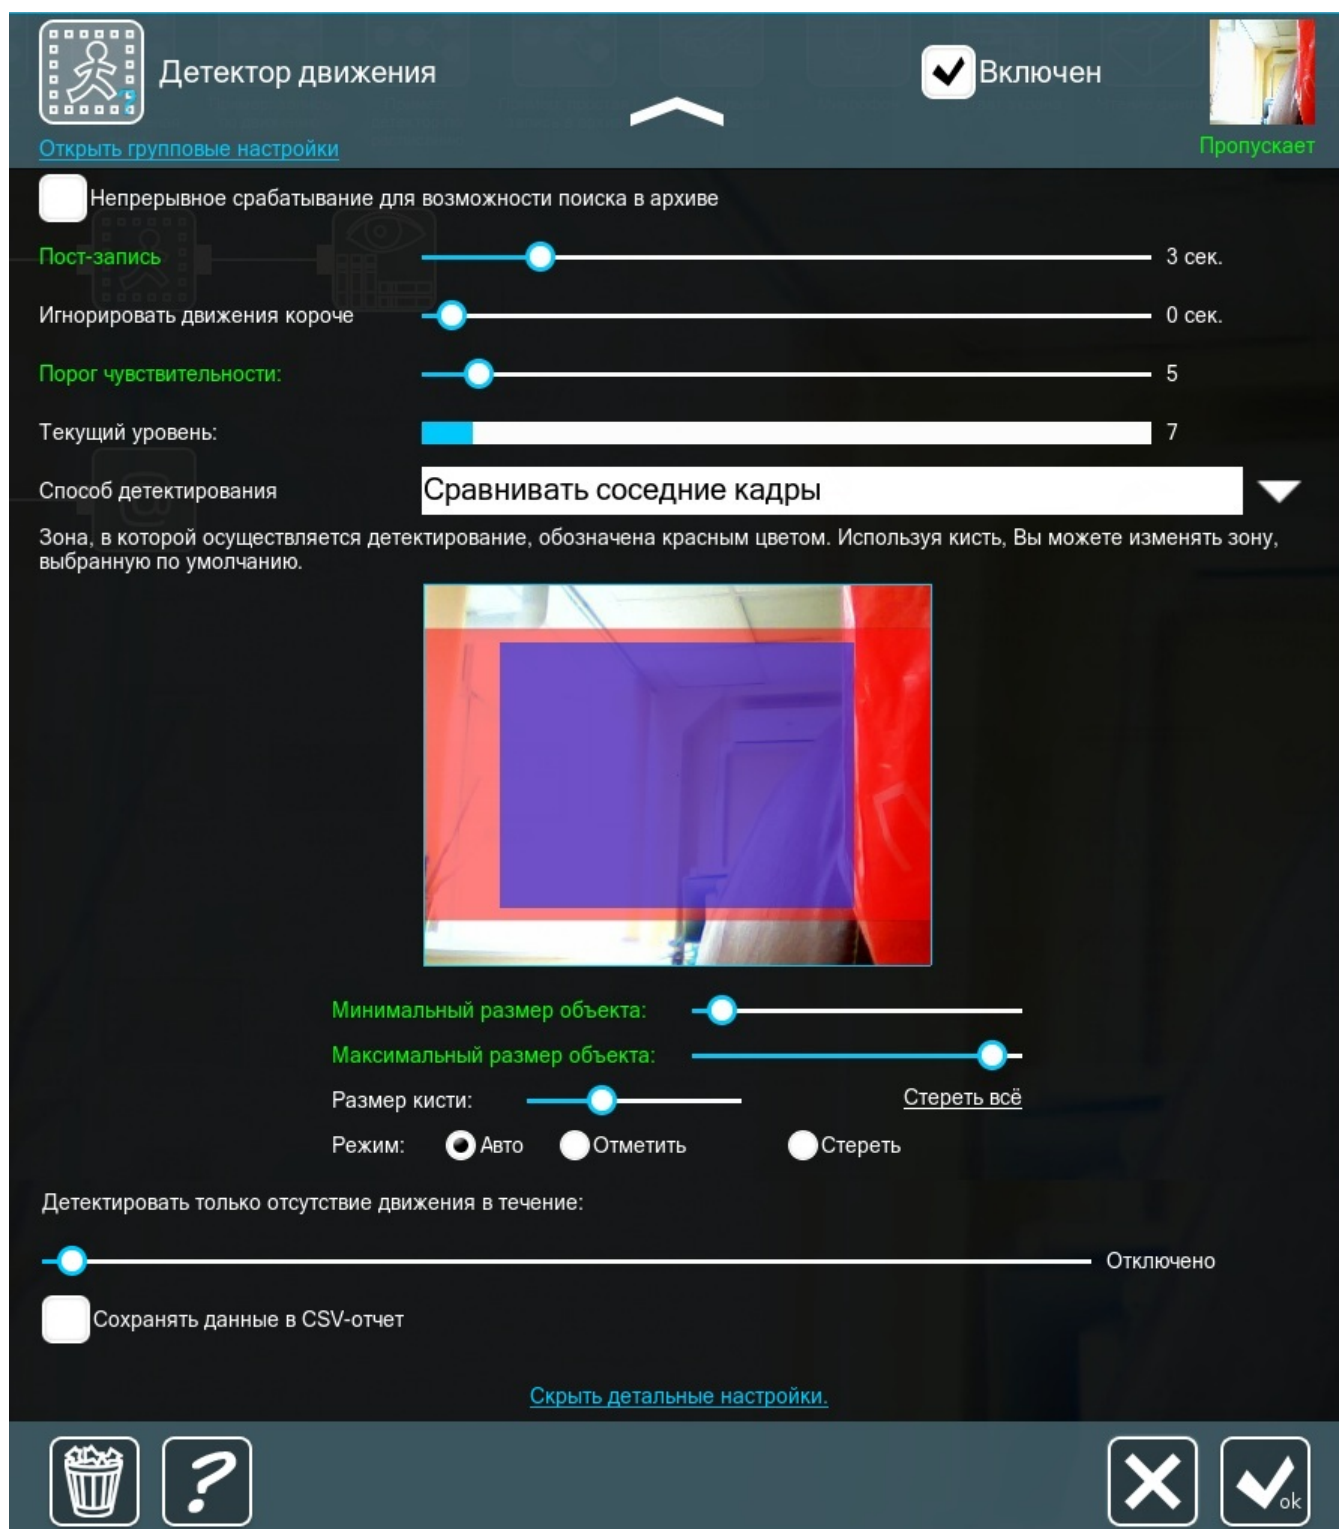 Детектор движения
Включен
Открыть групповые настройки
Пропускает
Непрерывное срабатывание для возможности поиска в архиве
Пост-запись 3 сек.
Игнорировать движения короче 0 сек.
Порог чувствительности: 5
Текущий уровень: 7
Способ детектирования Сравнивать соседние кадры
Зона, в которой осуществляется детектирование, обозначена красным цветом. Используя кисть, Вы можете изменять зону,
выбранную по умолчанию.
Минимальный размер объекта:
Максимальный размер объекта:
Размер кисти: Стереть всё
Режим: Авто Отметить Стереть
Детектировать только отсутствие движения в течение:
Отключено
Сохранять данные в CSV-отчет
Скрыть детальные настройки.
? ok